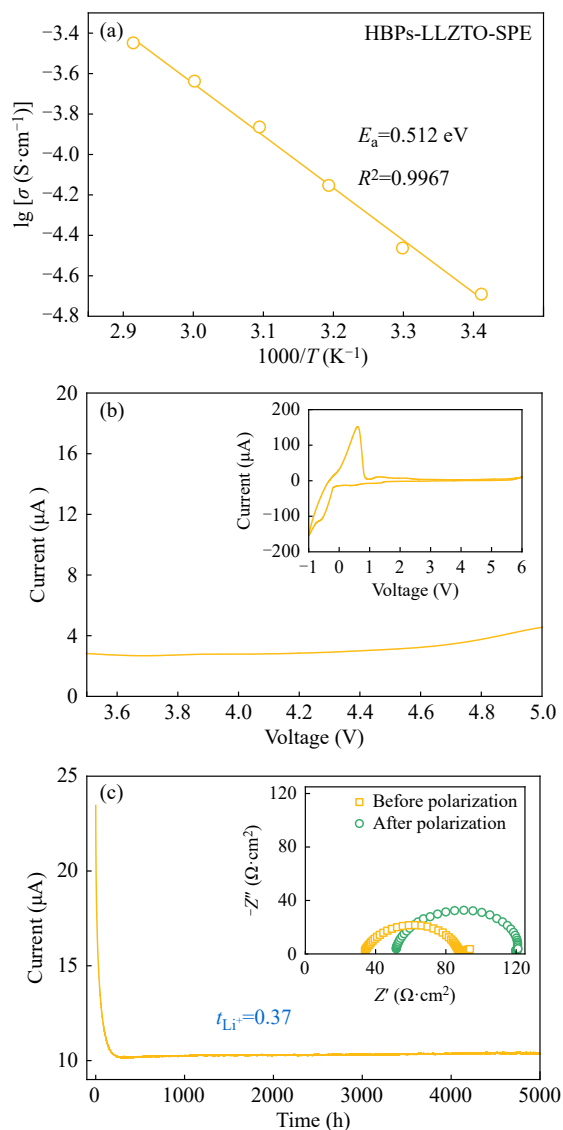 (a)
HBPs-LLZTO-SPE
Eₐ=0.512 eV
R²=0.9967
lg [σ (S·cm⁻¹)]
−3.4
−3.6
−3.8
−4.0
−4.2
−4.4
−4.6
−4.8
2.9 3.0 3.1 3.2 3.3 3.4
1000/T (K⁻¹)
(b)
Current (μA )
20
16
12
8
4
0
3.6 3.8 4.0 4.2 4.4 4.6 4.8 5.0
Voltage (V)
Current (μA)
200
100
0
−100
−200
−1 0 1 2 3 4 5 6
Voltage (V)
(c)
Current (μA)
25
20
15
10
0 1000 2000 3000 4000 5000
Time (h)
t_Li⁺=0.37
Before polarization
After polarization
−Z″ (Ω·cm²)
120
80
40
0
0 40 80 120
Z′ (Ω·cm²)